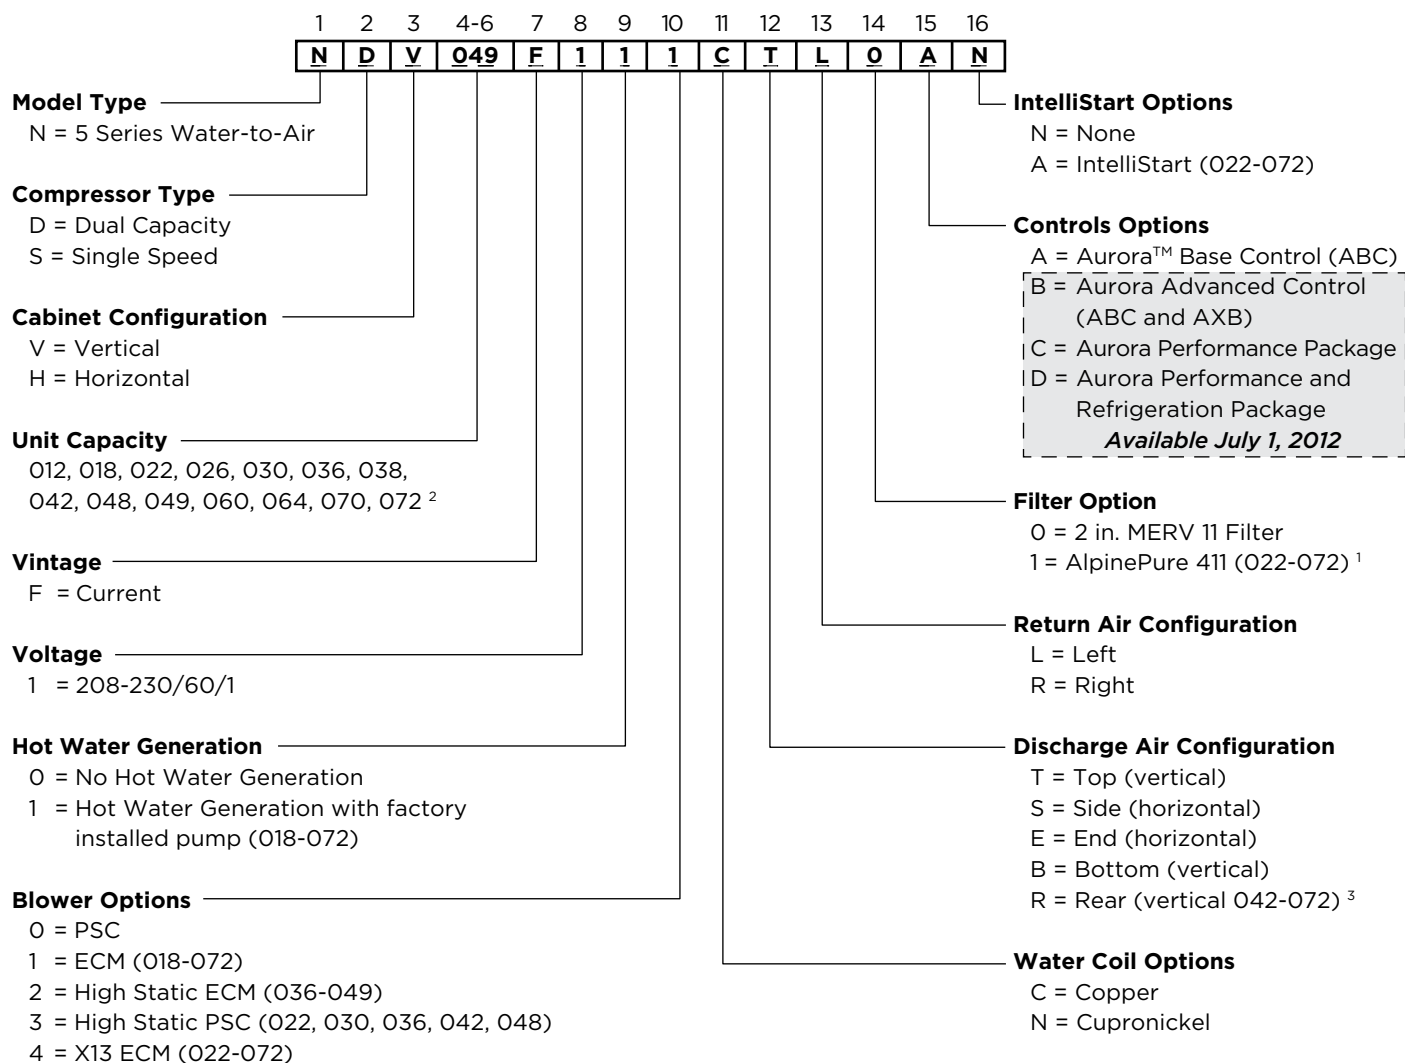 1 2 3 4-6 7 8 9 10 11 12 13 14 15 16
N D V 049 F 1 1 1 C T L 0 A N
Model Type
N = 5 Series Water-to-Air
Compressor Type
D = Dual Capacity
S = Single Speed
Cabinet Configuration
V = Vertical
H = Horizontal
Unit Capacity
012, 018, 022, 026, 030, 036, 038,
042, 048, 049, 060, 064, 070, 072 ²
Vintage
F = Current
Voltage
1 = 208-230/60/1
Hot Water Generation
0 = No Hot Water Generation
1 = Hot Water Generation with factory
installed pump (018-072)
Blower Options
0 = PSC
1 = ECM (018-072)
2 = High Static ECM (036-049)
3 = High Static PSC (022, 030, 036, 042, 048)
4 = X13 ECM (022-072)
IntelliStart Options
N = None
A = IntelliStart (022-072)
Controls Options
A = Aurora™ Base Control (ABC)
B = Aurora Advanced Control
(ABC and AXB)
C = Aurora Performance Package
D = Aurora Performance and
Refrigeration Package
Available July 1, 2012
Filter Option
0 = 2 in. MERV 11 Filter
1 = AlpinePure 411 (022-072) ¹
Return Air Configuration
L = Left
R = Right
Discharge Air Configuration
T = Top (vertical)
S = Side (horizontal)
E = End (horizontal)
B = Bottom (vertical)
R = Rear (vertical 042-072) ³
Water Coil Options
C = Copper
N = Cupronickel